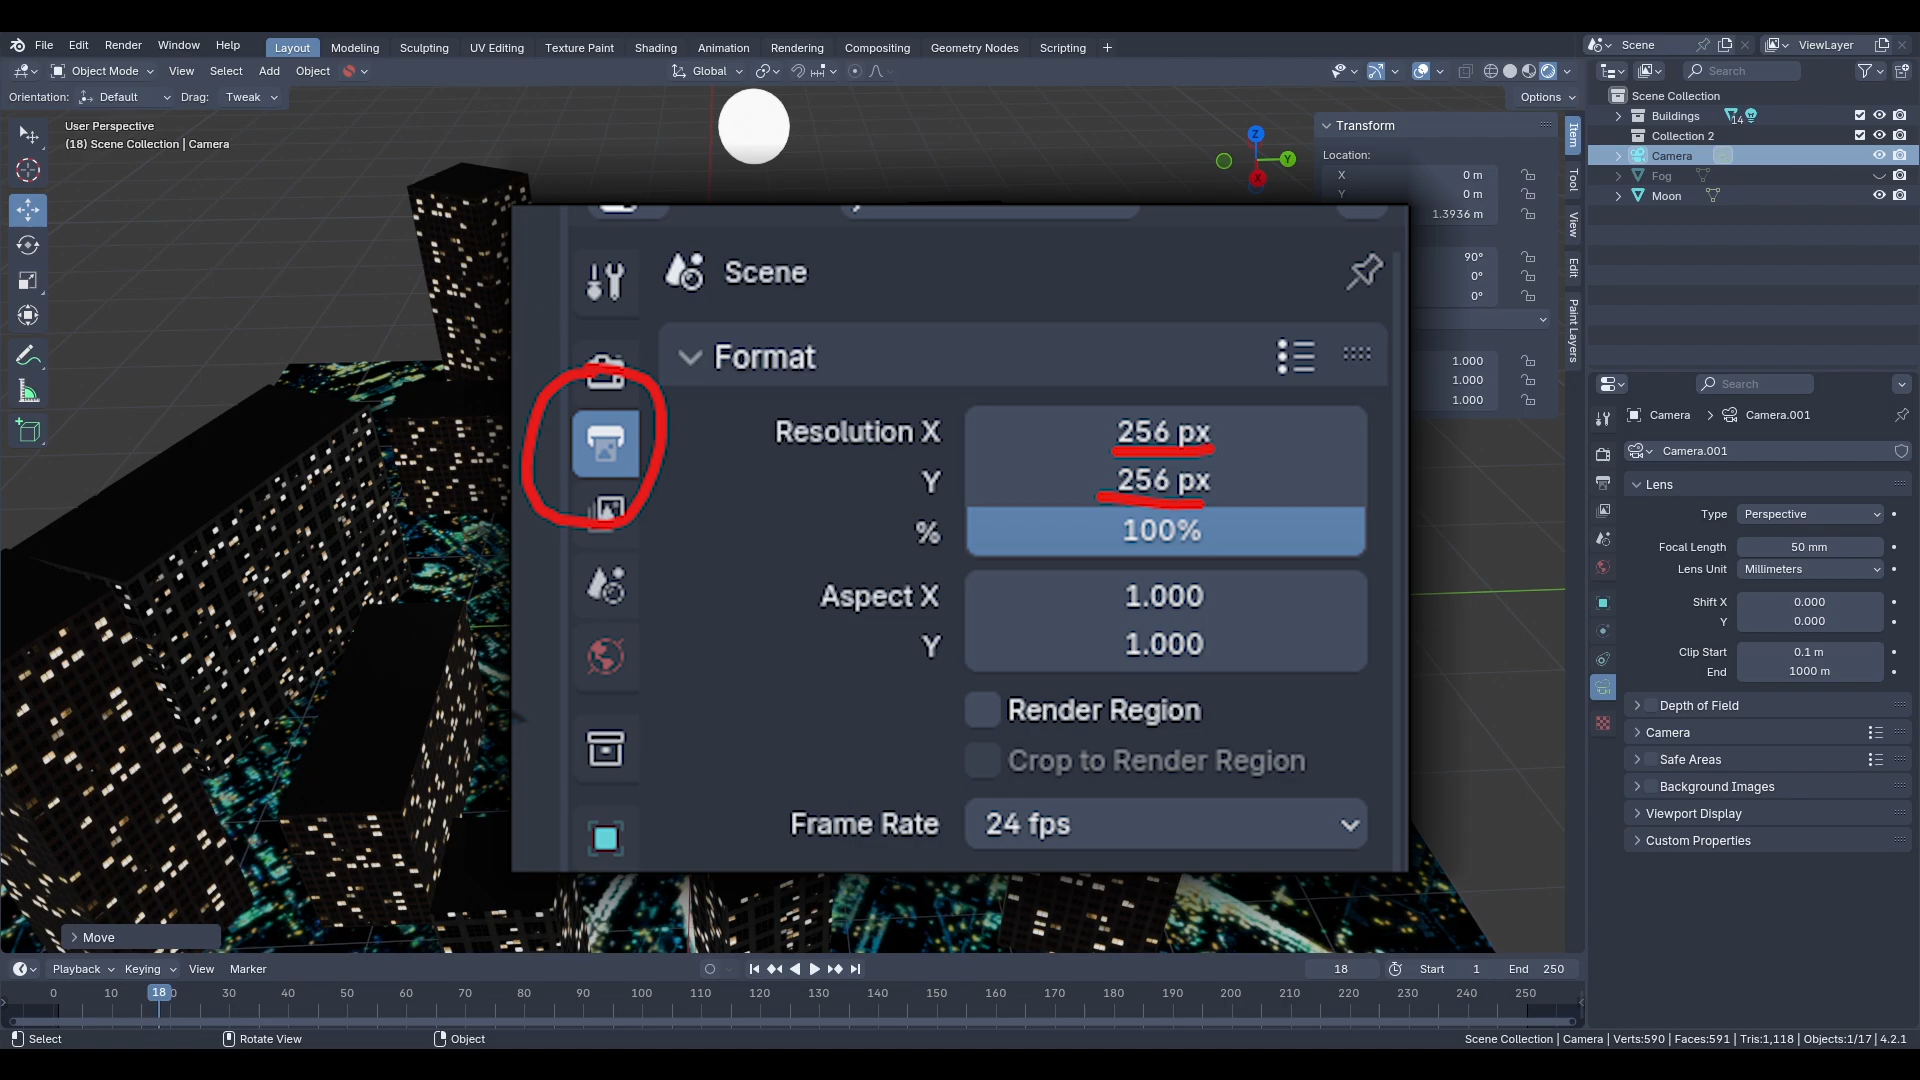 File Edit Render Window Help Layout Modeling Sculpting UV Editing Texture Paint Shading Animation Rendering Compositing Geometry Nodes Scripting + Scene ViewLayer
Object Mode View Select Add Object Global Search
Orientation: Default Drag: Tweak Options
User Perspective
(18) Scene Collection | Camera
Transform
Location:
X 0 m
Y 0 m
1.3936 m
90°
0°
0°
1.000
1.000
1.000
Item
Tool
View
Edit
Paint Layers
Scene Collection
Buildings 14
Collection 2
Camera
Fog
Moon
Scene
Format
Resolution X 256 px
Y 256 px
% 100%
Aspect X 1.000
Y 1.000
Render Region
Crop to Render Region
Frame Rate 24 fps
Search
Camera > Camera.001
Camera.001
Lens
Type Perspective
Focal Length 50 mm
Lens Unit Millimeters
Shift X 0.000
Y 0.000
Clip Start 0.1 m
End 1000 m
Depth of Field
Camera
Safe Areas
Background Images
Viewport Display
Custom Properties
Z
Y
X
Move
Playback Keying View Marker 18 Start 1 End 250
0 10 18 30 40 50 60 70 80 90 100 110 120 130 140 150 160 170 180 190 200 210 220 230 240 250
Select Rotate View Object Scene Collection | Camera | Verts:590 | Faces:591 | Tris:1,118 | Objects:1/17 | 4.2.1